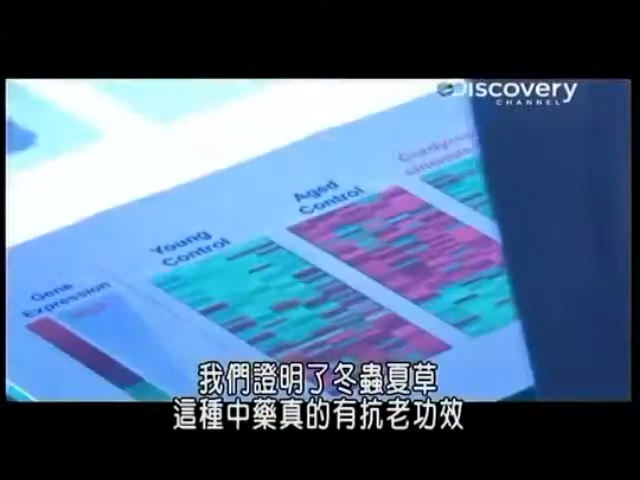 Discovery
CHANNEL
Aged
Control
Young
Control
Gene
Expression
我們證明了冬蟲夏草
這種中藥真的有抗老功效